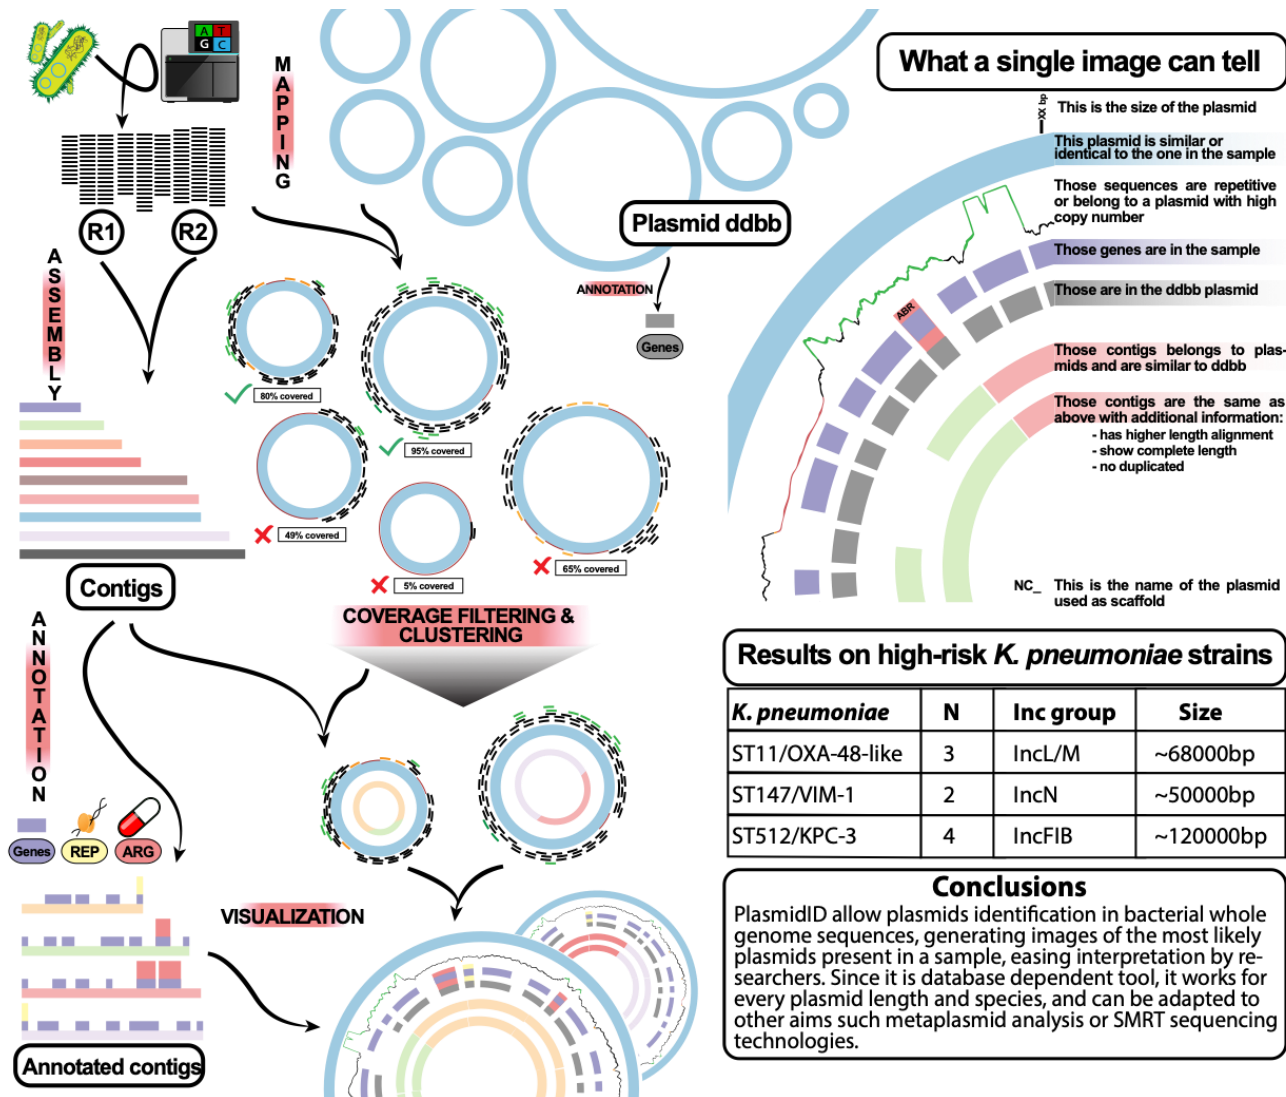 A T
G C
MAPPING
R1
R2
ASSEMBLY
Plasmid ddbb
ANNOTATION
Genes
80% covered
95% covered
49% covered
5% covered
65% covered
Contigs
COVERAGE FILTERING &
CLUSTERING
ANNOTATION
Genes
REP
ARG
VISUALIZATION
Annotated contigs
What a single image can tell
XX bp
This is the size of the plasmid
This plasmid is similar or
identical to the one in the sample
Those sequences are repetitive
or belong to a plasmid with high
copy number
Those genes are in the sample
Those are in the ddbb plasmid
ABR
Those contigs belongs to plas-
mids and are similar to ddbb
Those contigs are the same as
above with additional information:
- has higher length alignment
- show complete length
- no duplicated
NC_ This is the name of the plasmid
used as scaffold
Results on high-risk K. pneumoniae strains
K. pneumoniae N Inc group Size
ST11/OXA-48-like 3 IncL/M ~68000bp
ST147/VIM-1 2 IncN ~50000bp
ST512/KPC-3 4 IncFIB ~120000bp
Conclusions
PlasmidID allow plasmids identification in bacterial whole
genome sequences, generating images of the most likely
plasmids present in a sample, easing interpretation by re-
searchers. Since it is database dependent tool, it works for
every plasmid length and species, and can be adapted to
other aims such metaplasmid analysis or SMRT sequencing
technologies.